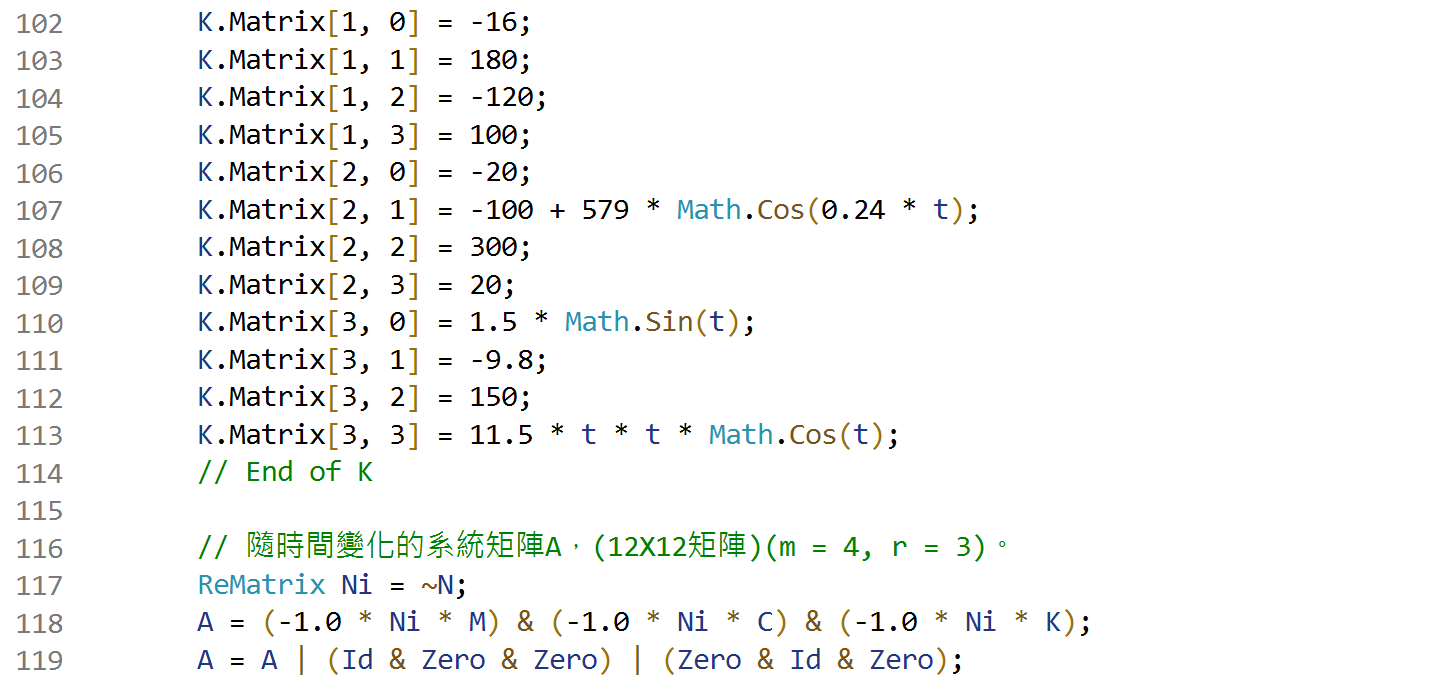 102 K.Matrix[1, 0] = -16;
103 K.Matrix[1, 1] = 180;
104 K.Matrix[1, 2] = -120;
105 K.Matrix[1, 3] = 100;
106 K.Matrix[2, 0] = -20;
107 K.Matrix[2, 1] = -100 + 579 * Math.Cos(0.24 * t);
108 K.Matrix[2, 2] = 300;
109 K.Matrix[2, 3] = 20;
110 K.Matrix[3, 0] = 1.5 * Math.Sin(t);
111 K.Matrix[3, 1] = -9.8;
112 K.Matrix[3, 2] = 150;
113 K.Matrix[3, 3] = 11.5 * t * t * Math.Cos(t);
114 // End of K
115
116 // 隨時間變化的系統矩陣A，(12X12矩陣)(m = 4, r = 3)。
117 ReMatrix Ni = ~N;
118 A = (-1.0 * Ni * M) & (-1.0 * Ni * C) & (-1.0 * Ni * K);
119 A = A | (Id & Zero & Zero) | (Zero & Id & Zero);